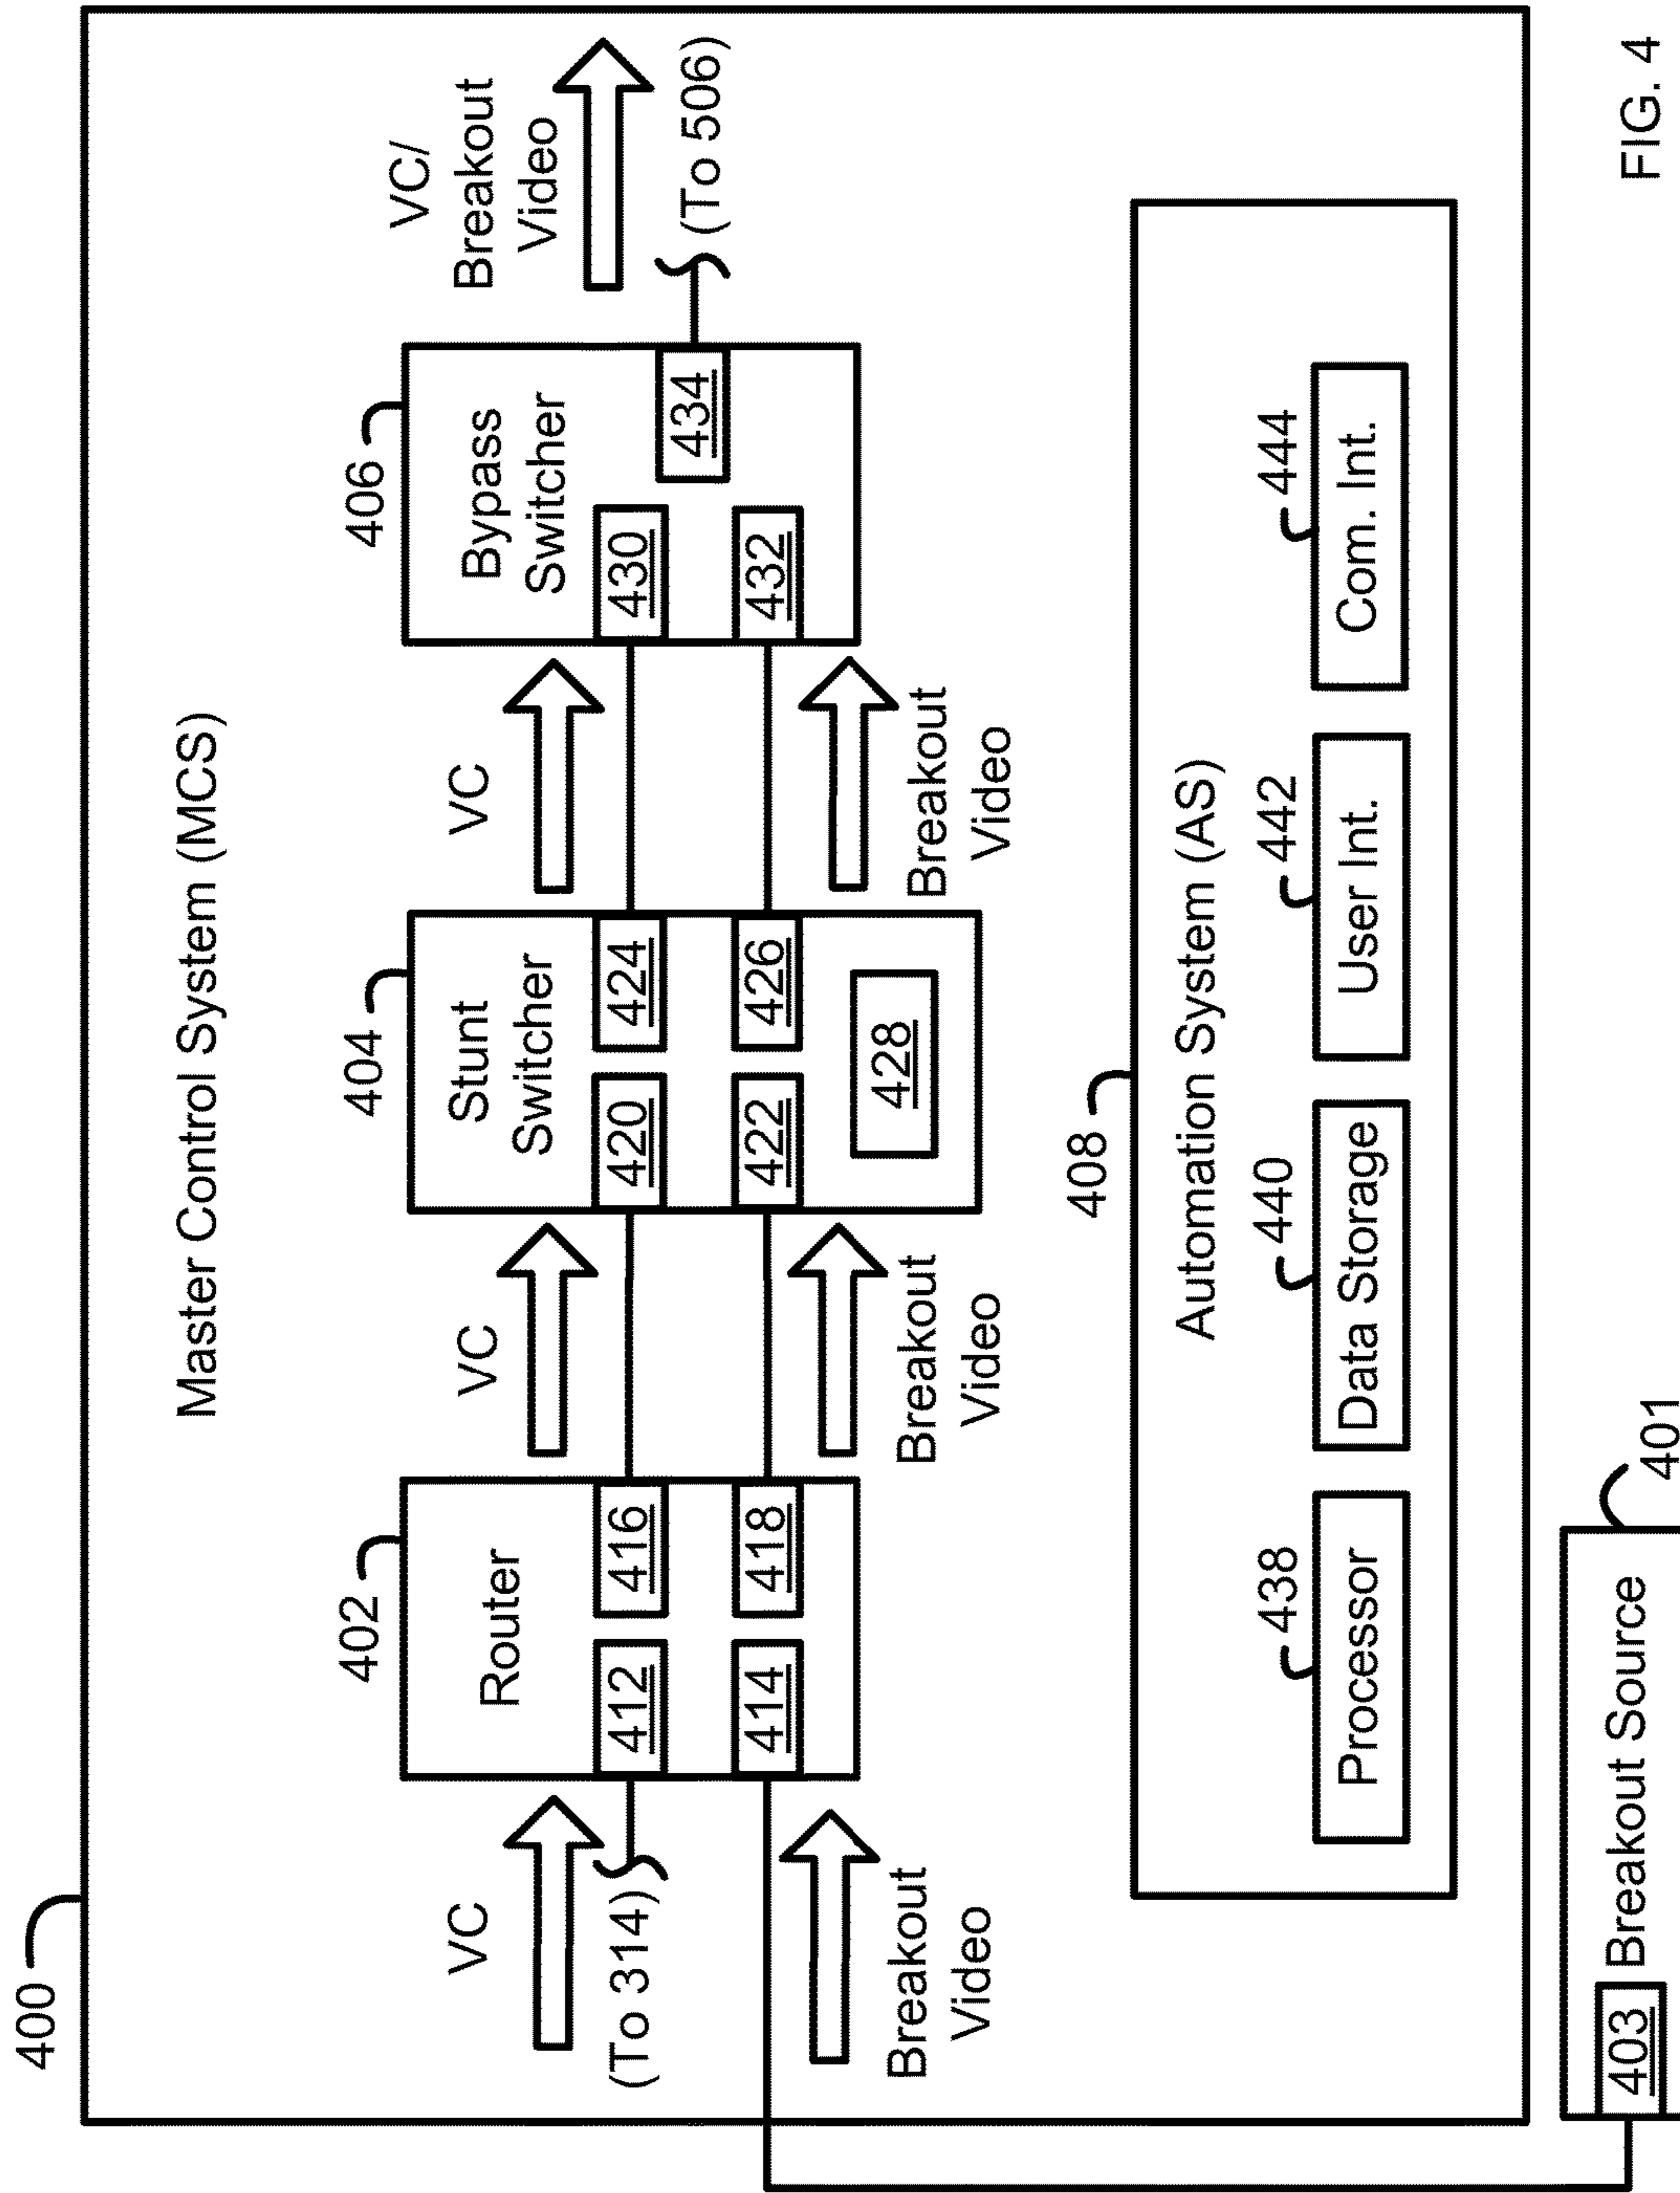 400
Master Control System (MCS)
402
404
406
VC/
Breakout
Video
Router
Stunt
Switcher
Bypass
Switcher
VC
VC
VC
(To 314)
412
416
420
424
430
434
(To 506)
414
418
422
426
432
428
Breakout
Video
Breakout
Video
Breakout
Video
408
Automation System (AS)
438
440
442
444
Processor
Data Storage
User Int.
Com. Int.
401
403
Breakout Source
FIG. 4